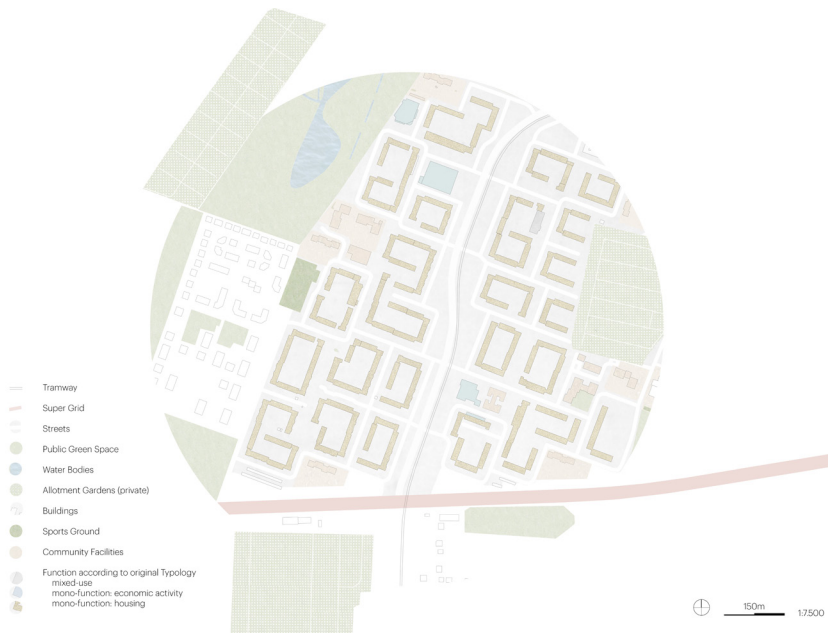 Tramway
Super Grid
Streets
Public Green Space
Water Bodies
Allotment Gardens (private)
Buildings
Sports Ground
Community Facilities
Function according to original Typology
mixed-use
mono-function: economic activity
mono-function: housing
150m
1:7.500